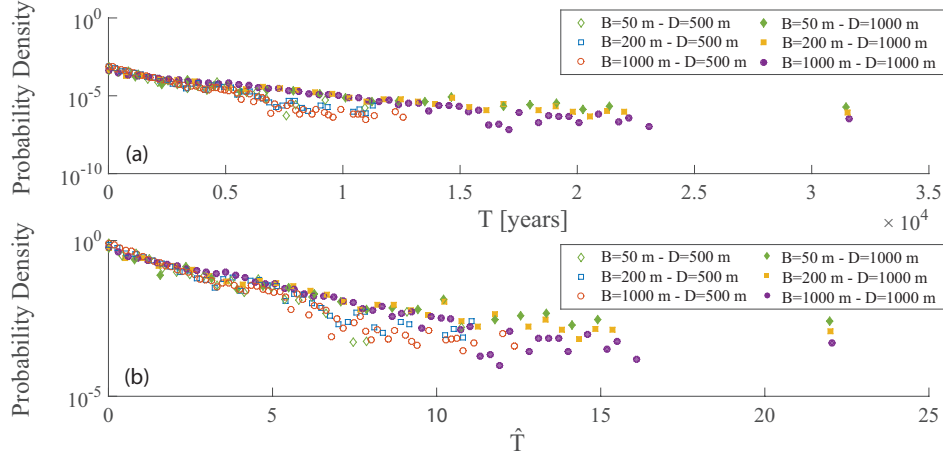 10^0
B=50 m - D=500 m
B=50 m - D=1000 m
B=200 m - D=500 m
B=200 m - D=1000 m
B=1000 m - D=500 m
B=1000 m - D=1000 m
Probability Density
10^-5
(a)
10^-10
0 0.5 1 1.5 2 2.5 3 3.5
T [years]
× 10^4
10^0
B=50 m - D=500 m
B=50 m - D=1000 m
B=200 m - D=500 m
B=200 m - D=1000 m
B=1000 m - D=500 m
B=1000 m - D=1000 m
Probability Density
(b)
10^-5
0 5 10 15 20 25
T̂